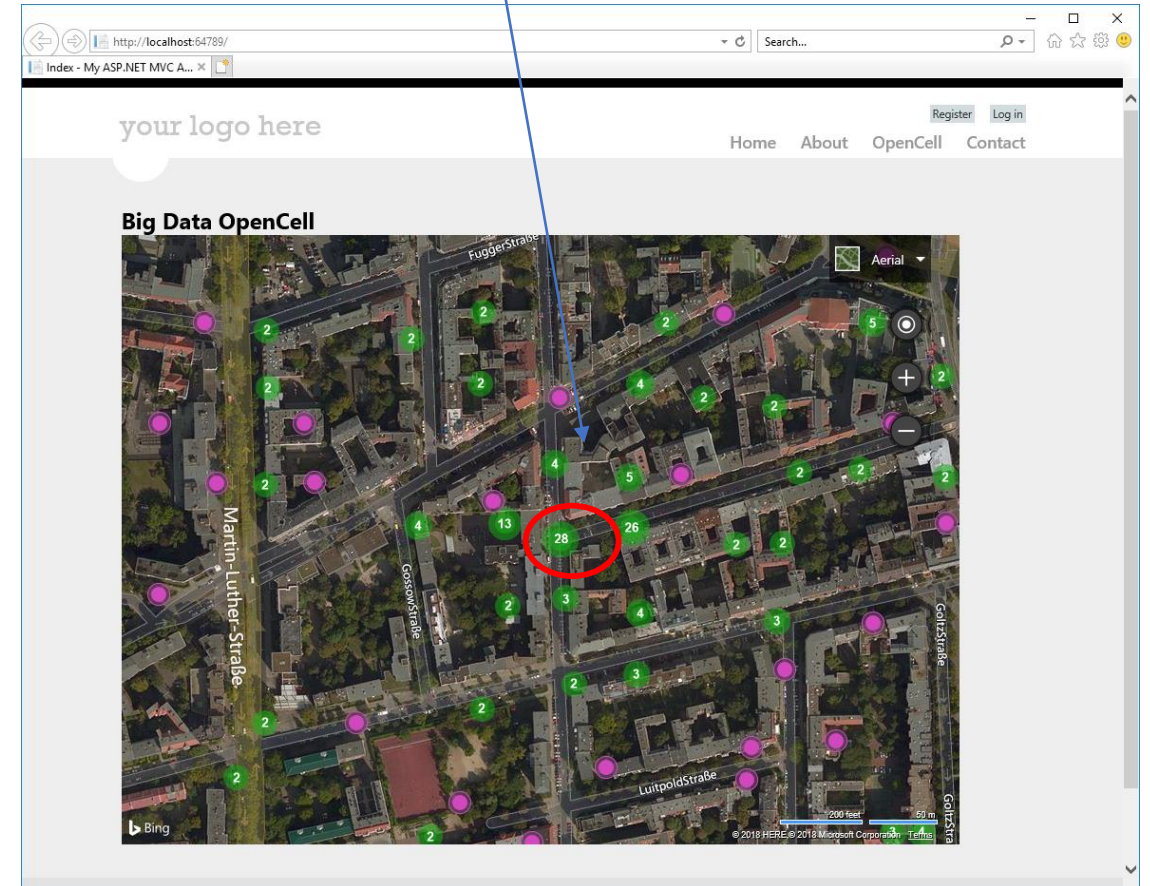 http://localhost:64789/
Search...
Index - My ASP.NET MVC A...
Register Log in
your logo here
Home About OpenCell Contact
Big Data OpenCell
FuggerStraße
Aerial
2
2
5
2
2
2
2
4
2
2
2
4
5
2
2
2
2
4
13
28
26
2
2
2
3
4
3
3
2
2
2
2
2
3
4
Martin-Luther-Straße
GossowStraße
GoltzStraße
LuitpoldStraße
GoltzStra
Bing
200 feet 50 m
© 2018 HERE, © 2018 Microsoft Corporation Terms